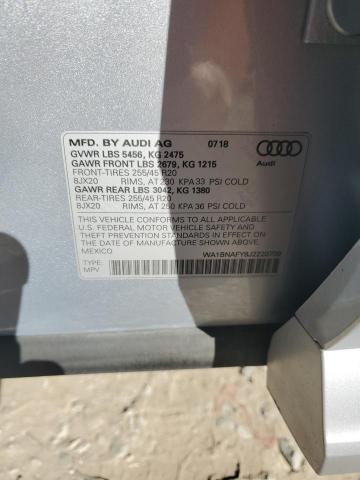 MFD. BY AUDI AG 07/18
GVWR LBS 5456, KG 2475
GAWR FRONT LBS 2679, KG 1215
FRONT-TIRES 255/45 R20
8JX20 RIMS, AT 230 KPA 33 PSI COLD
GAWR REAR LBS 3042, KG 1380
REAR-TIRES 255/45 R20
8JX20 RIMS, AT 250 KPA 36 PSI COLD
Audi
THIS VEHICLE CONFORMS TO ALL APPLICABLE
U.S. FEDERAL MOTOR VEHICLE SAFETY AND
THEFT PREVENTION STANDARDS IN EFFECT ON
THE DATE OF MANUFACTURE SHOWN ABOVE.
MEXICO
TYPE:
MPV